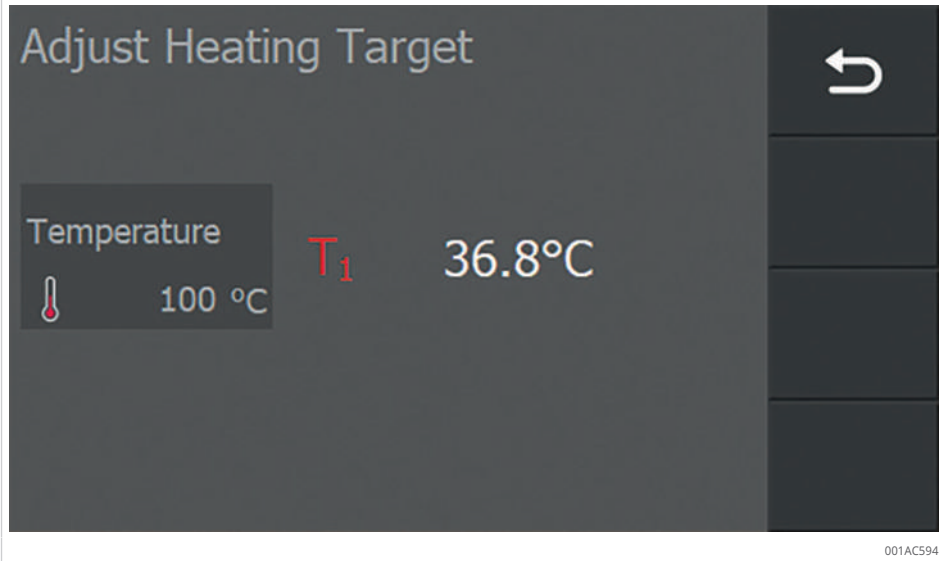 Adjust Heating Target
Temperature
100 °C
T₁ 36.8°C
001AC594